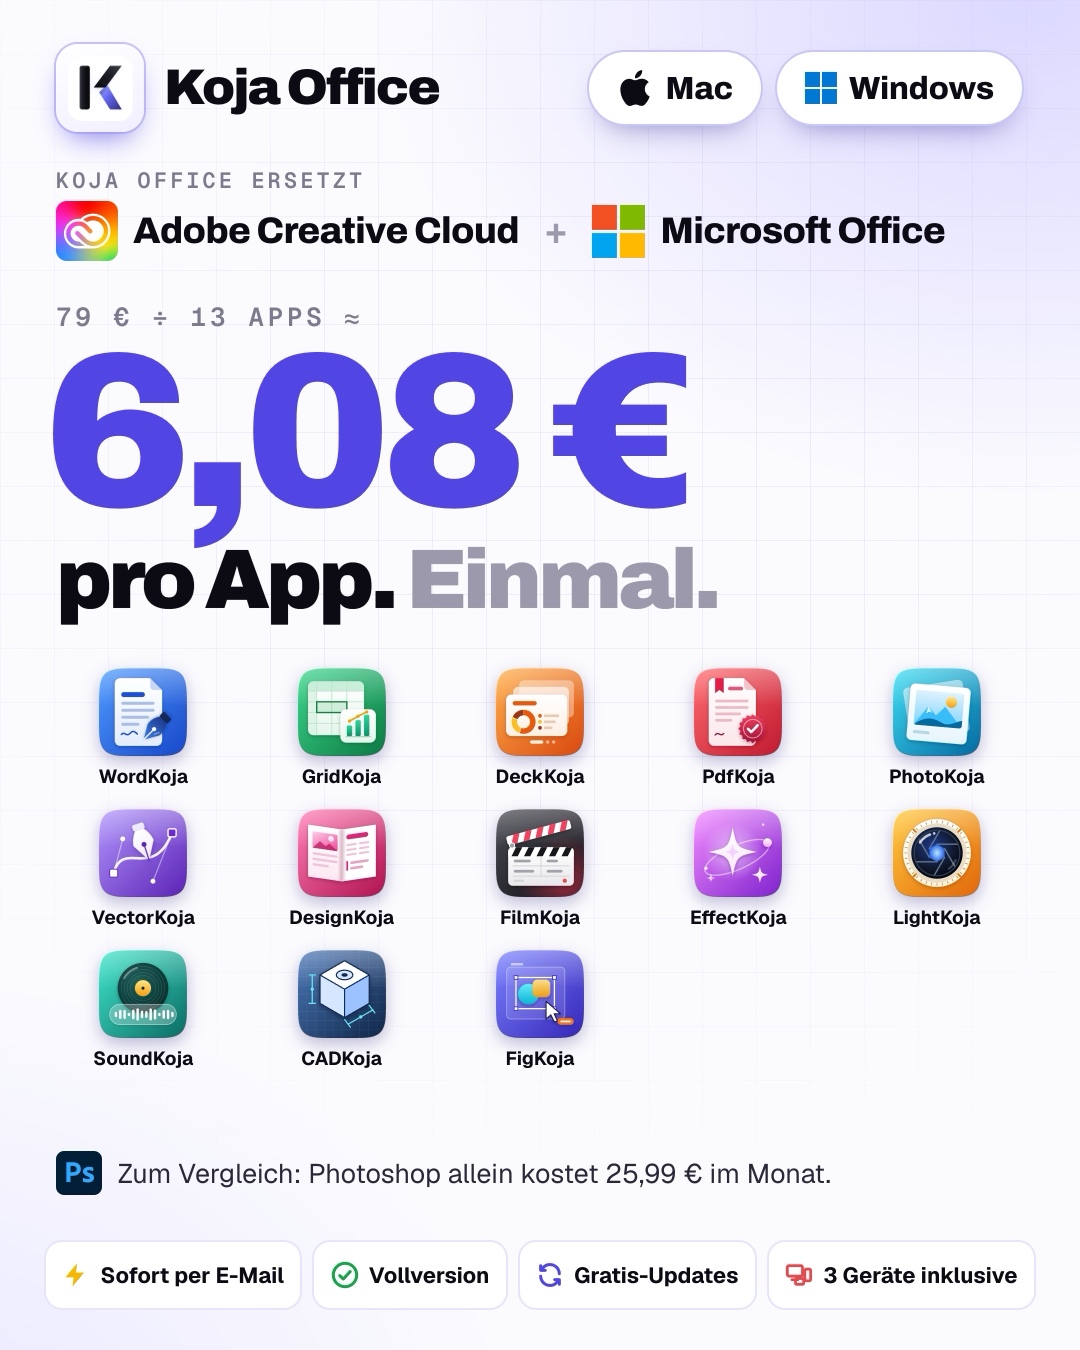 Koja Office
Mac
Windows
KOJA OFFICE ERSETZT
Adobe Creative Cloud + Microsoft Office
79 € ÷ 13 APPS ≈
6,08 €
pro App. Einmal.
WordKoja
GridKoja
DeckKoja
PdfKoja
PhotoKoja
VectorKoja
DesignKoja
FilmKoja
EffectKoja
LightKoja
SoundKoja
CADKoja
FigKoja
Ps Zum Vergleich: Photoshop allein kostet 25,99 € im Monat.
Sofort per E-Mail
Vollversion
Gratis-Updates
3 Geräte inklusive